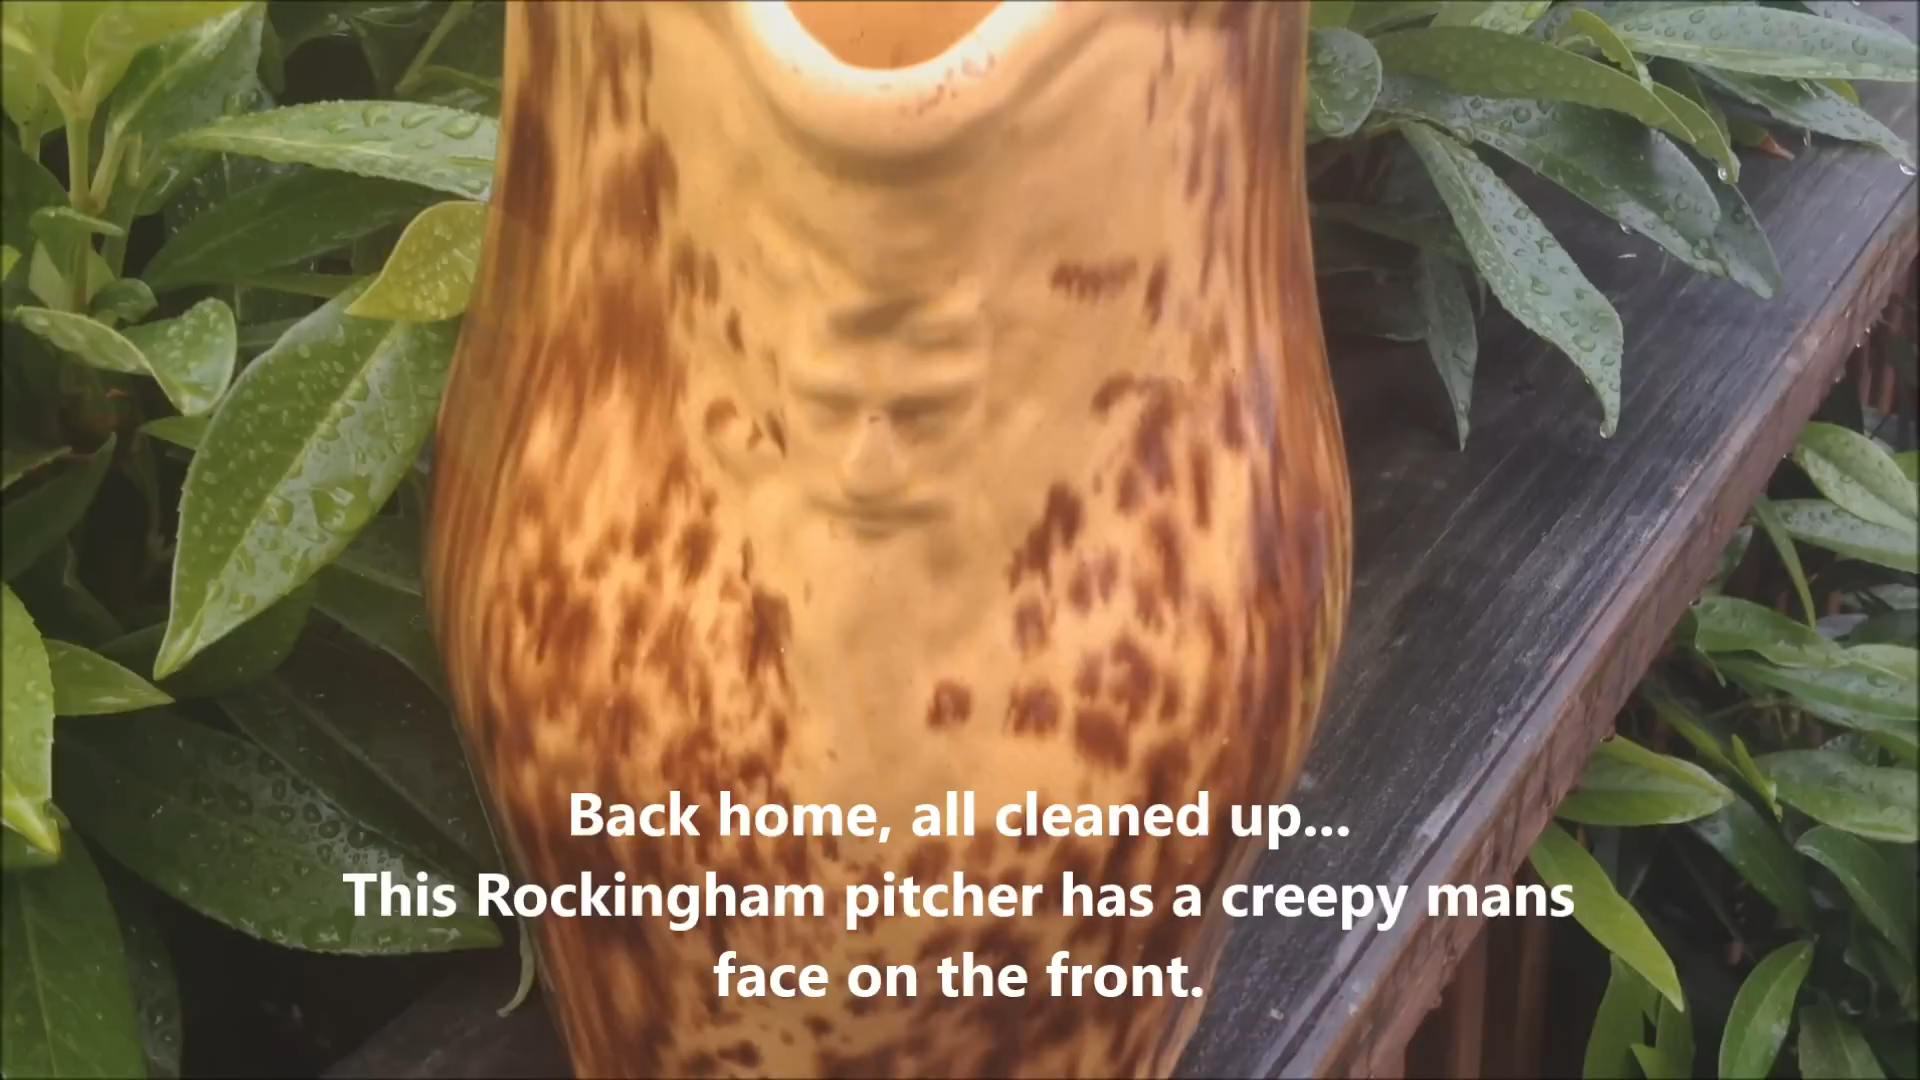 Back home, all cleaned up...
This Rockingham pitcher has a creepy mans
face on the front.